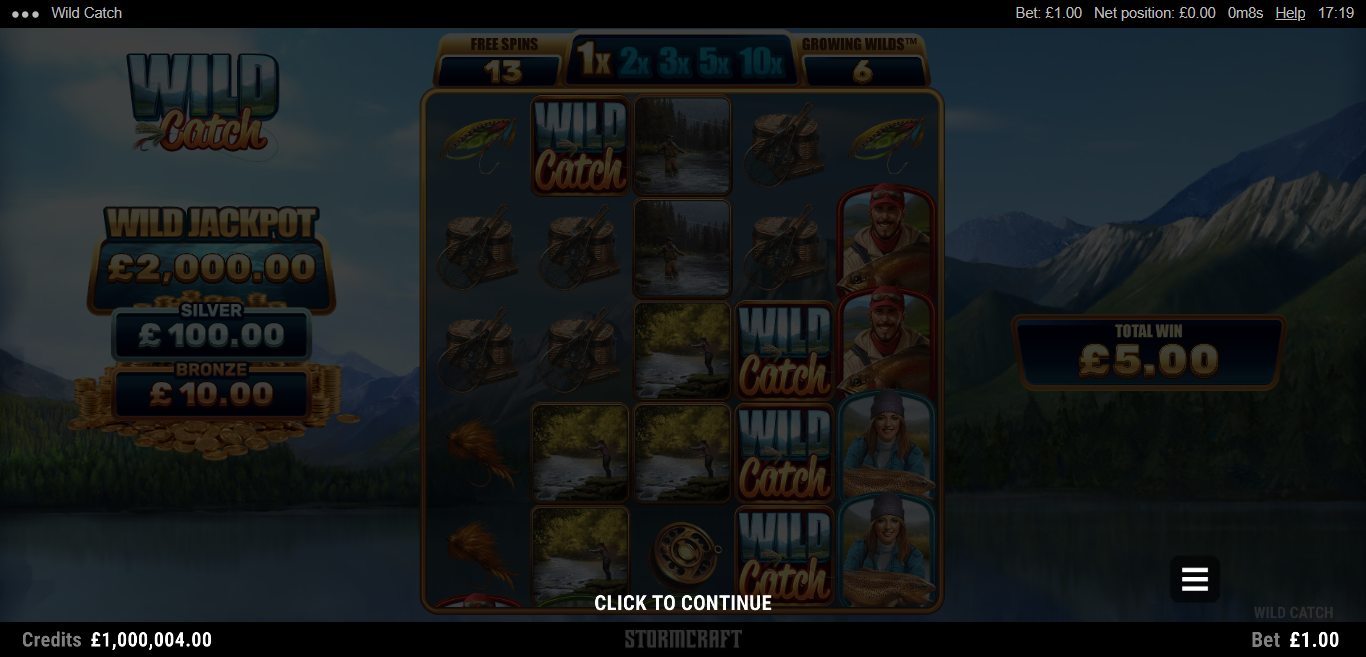 Wild Catch
Bet: £1.00 Net position: £0.00 0m8s Help 17:19
FREE SPINS
13
1x 2x 3x 5x 10x
GROWING WILDS™
6
WILD
Catch
WILD JACKPOT
£2,000.00
SILVER
£100.00
BRONZE
£10.00
WILD
Catch
WILD
Catch
WILD
Catch
WILD
Catch
TOTAL WIN
£5.00
CLICK TO CONTINUE
WILD CATCH
Credits £1,000,004.00
STORMCRAFT
Bet £1.00